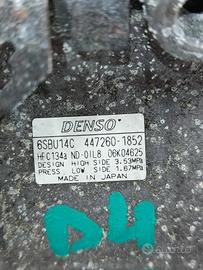 DENSO
6SBU14C 447260-1852
HFC134a ND-OIL8 06K04625
DESIGN HIGH SIDE 3.53MPa
PRESS. LOW SIDE 1.67MPa
MADE IN JAPAN
D4
subito